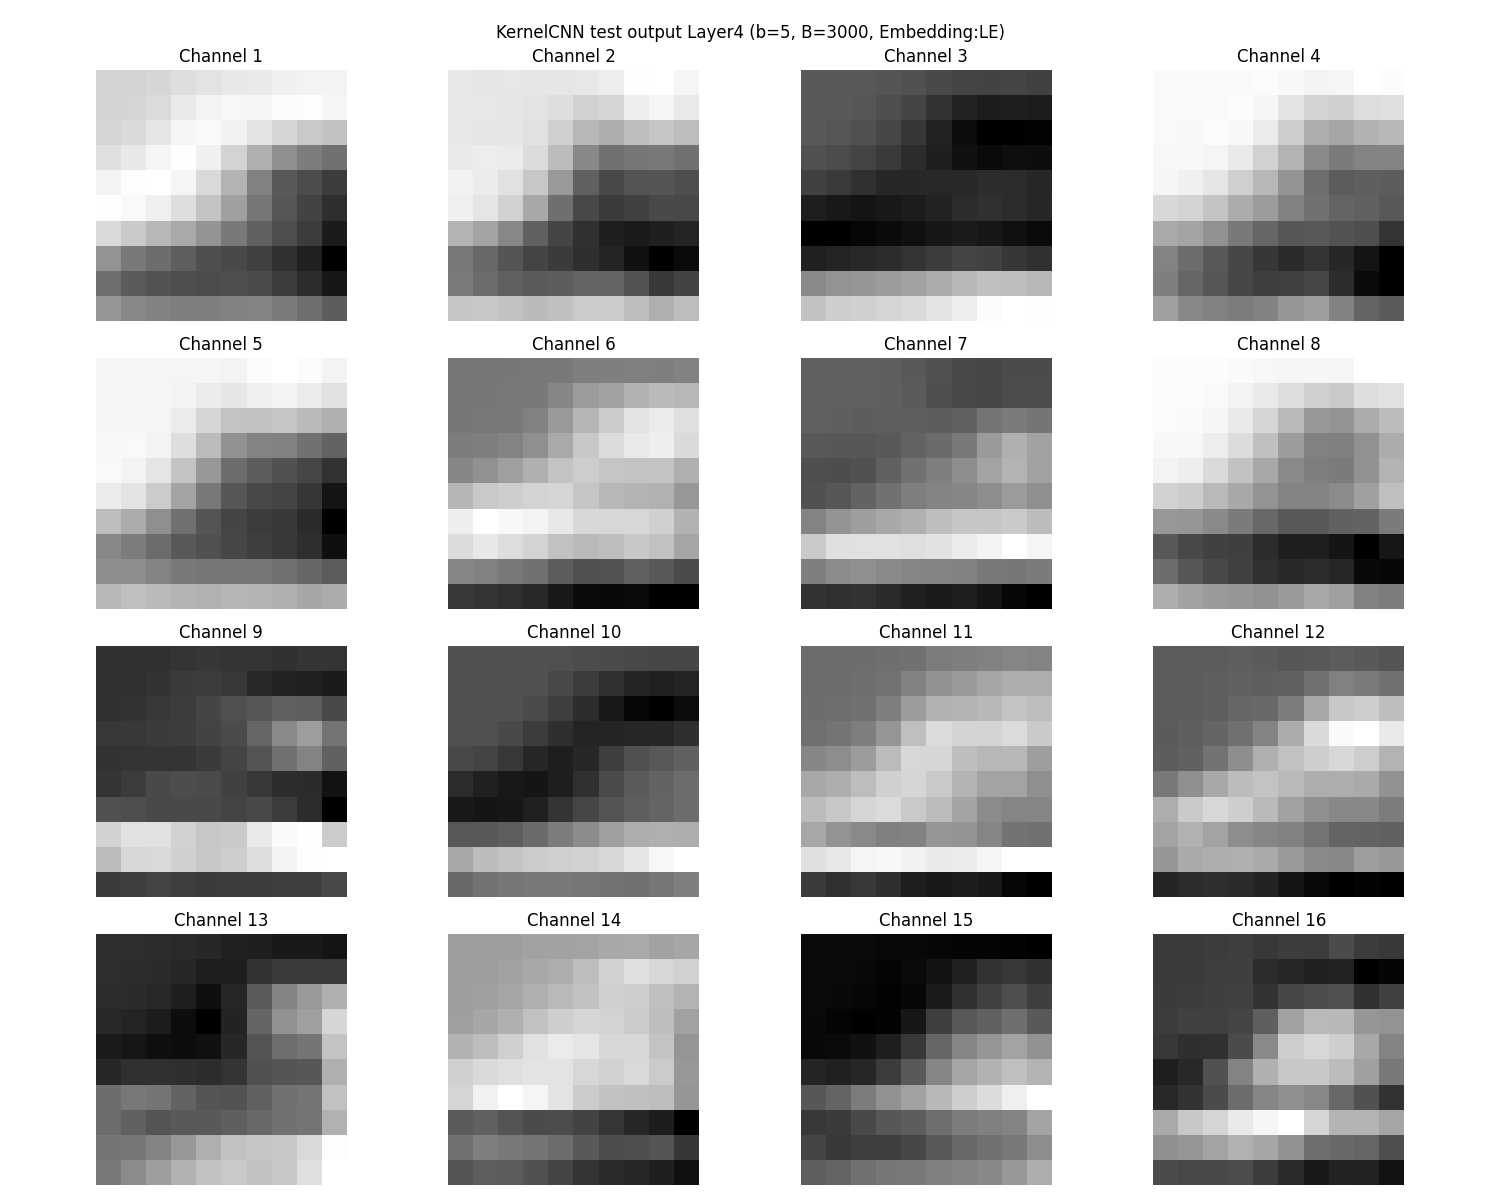 KernelCNN test output Layer4 (b=5, B=3000, Embedding:LE)
Channel 1 Channel 2 Channel 3 Channel 4
Channel 5 Channel 6 Channel 7 Channel 8
Channel 9 Channel 10 Channel 11 Channel 12
Channel 13 Channel 14 Channel 15 Channel 16